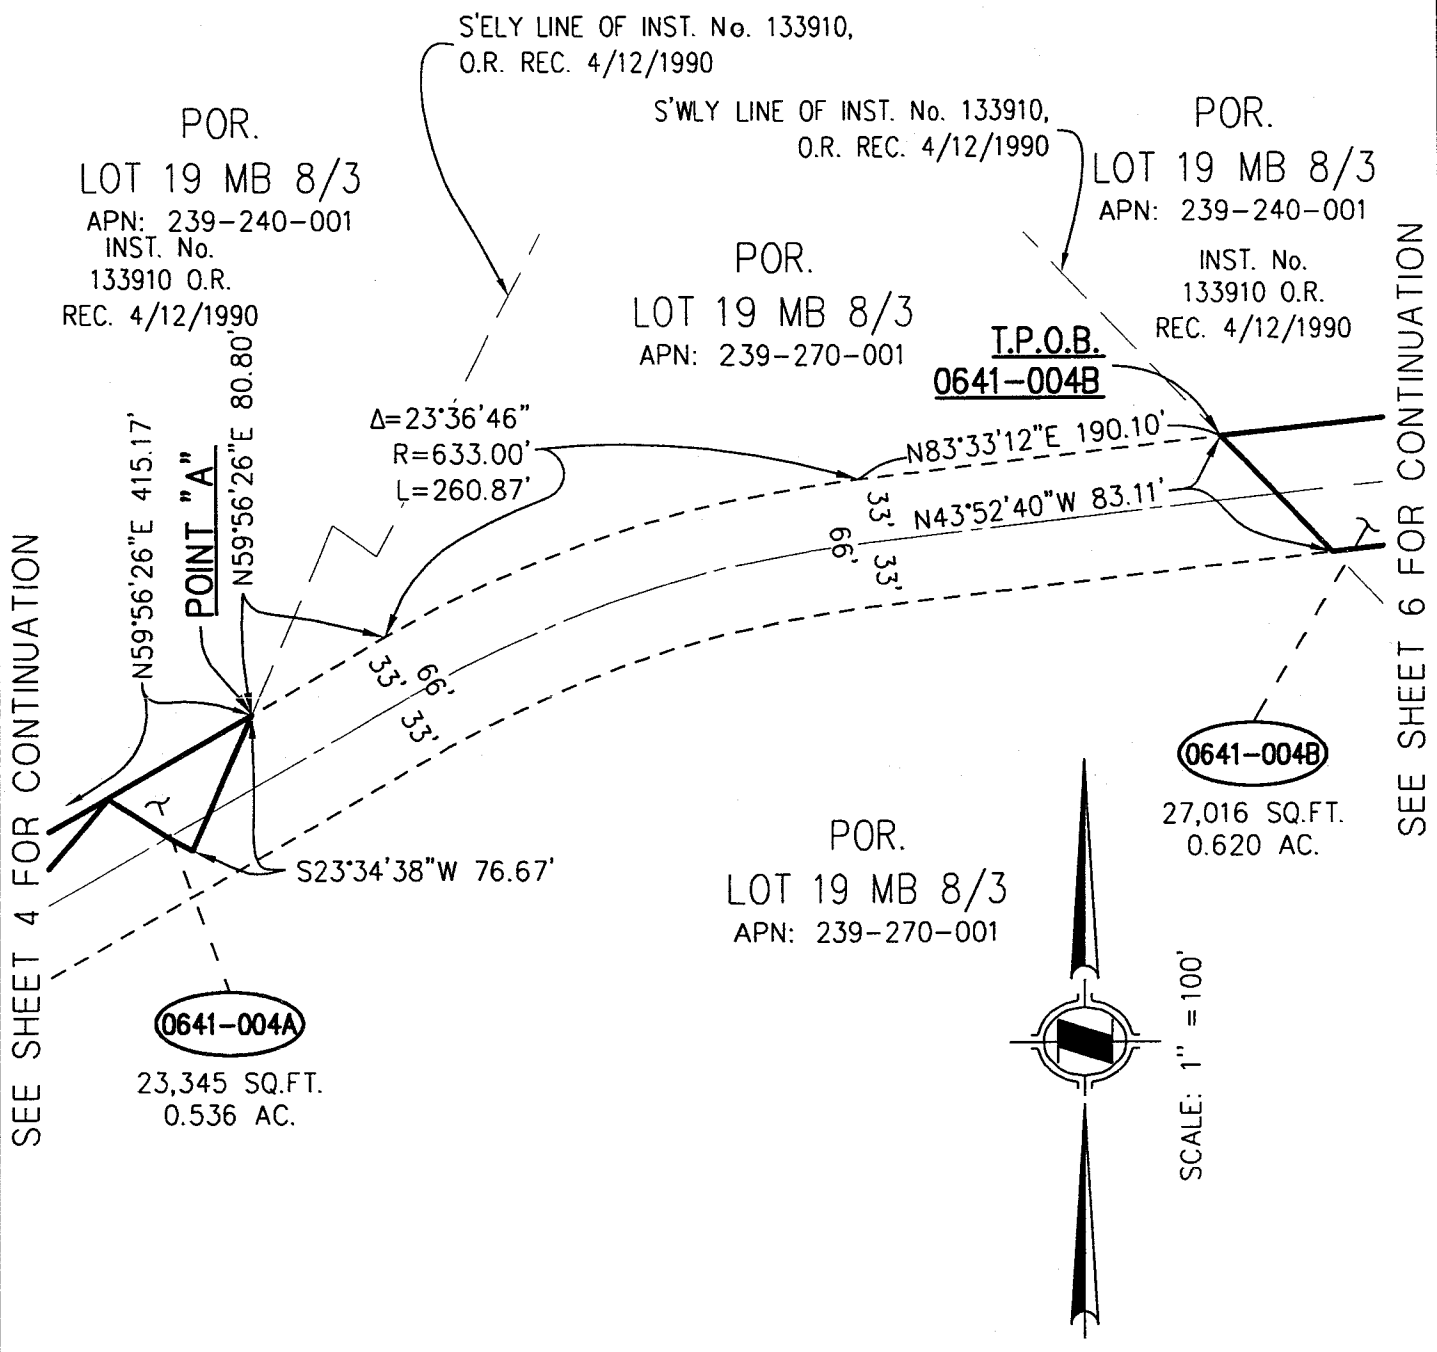 S'ELY LINE OF INST. No. 133910,
O.R. REC. 4/12/1990
S'WLY LINE OF INST. No. 133910,
O.R. REC. 4/12/1990
POR.
LOT 19 MB 8/3
APN: 239-240-001
INST. No.
133910 O.R.
REC. 4/12/1990
POR.
LOT 19 MB 8/3
APN: 239-270-001
POR.
LOT 19 MB 8/3
APN: 239-240-001
INST. No.
133910 O.R.
REC. 4/12/1990
T.P.O.B.
0641-004B
Δ=23°36'46"
R=633.00'
L=260.87'
N83°33'12"E 190.10'
N43°52'40"W 83.11'
33'
66'
33'
N59°56'26"E 415.17'
POINT "A"
N59°56'26"E 80.80'
33'
66'
33'
S23°34'38"W 76.67'
SEE SHEET 4 FOR CONTINUATION
SEE SHEET 6 FOR CONTINUATION
0641-004B
27,016 SQ.FT.
0.620 AC.
POR.
LOT 19 MB 8/3
APN: 239-270-001
0641-004A
23,345 SQ.FT.
0.536 AC.
SCALE: 1" =100'